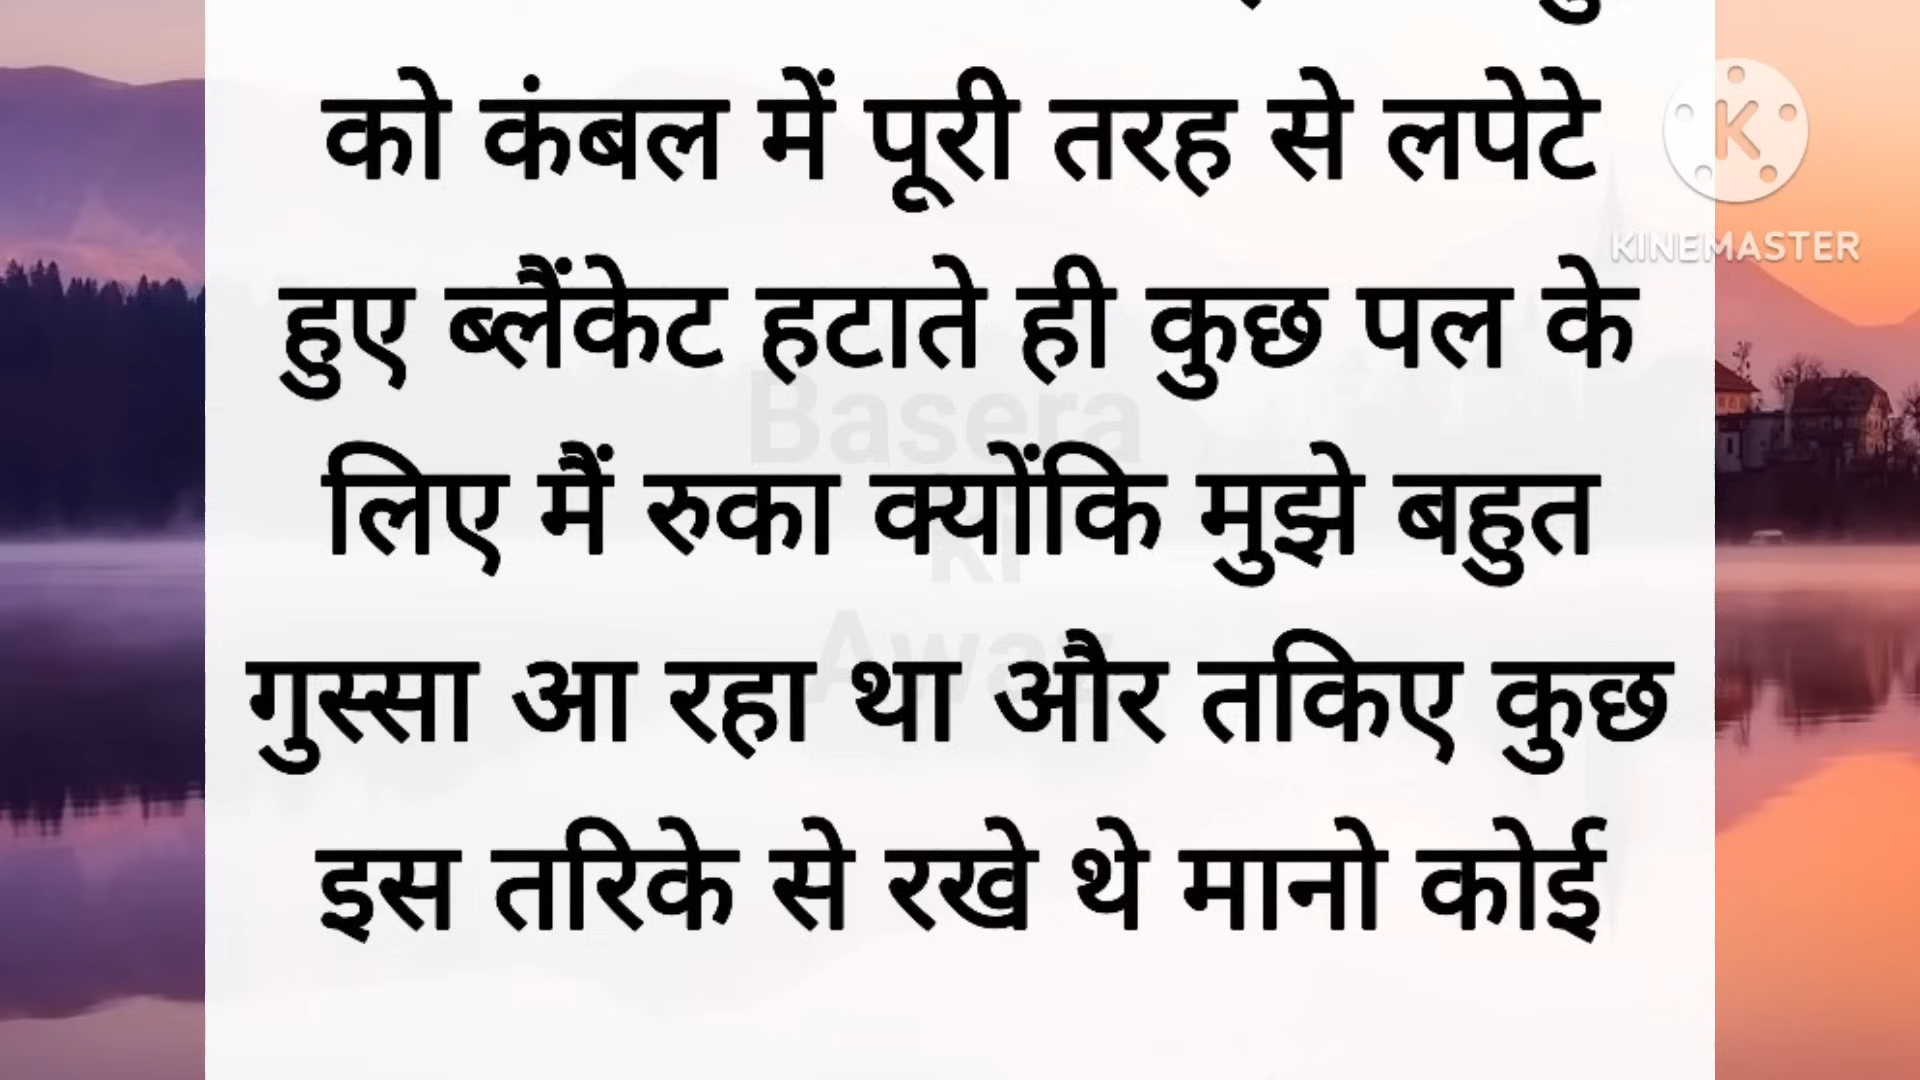 को कंबल में पूरी तरह से लपेटे
हुए ब्लैंकेट हटाते ही कुछ पल के
लिए मैं रुका क्योंकि मुझे बहुत
गुस्सा आ रहा था और तकिए कुछ
इस तरिके से रखे थे मानो कोई
Basera
Ki
Awaz
K
KINEMASTER